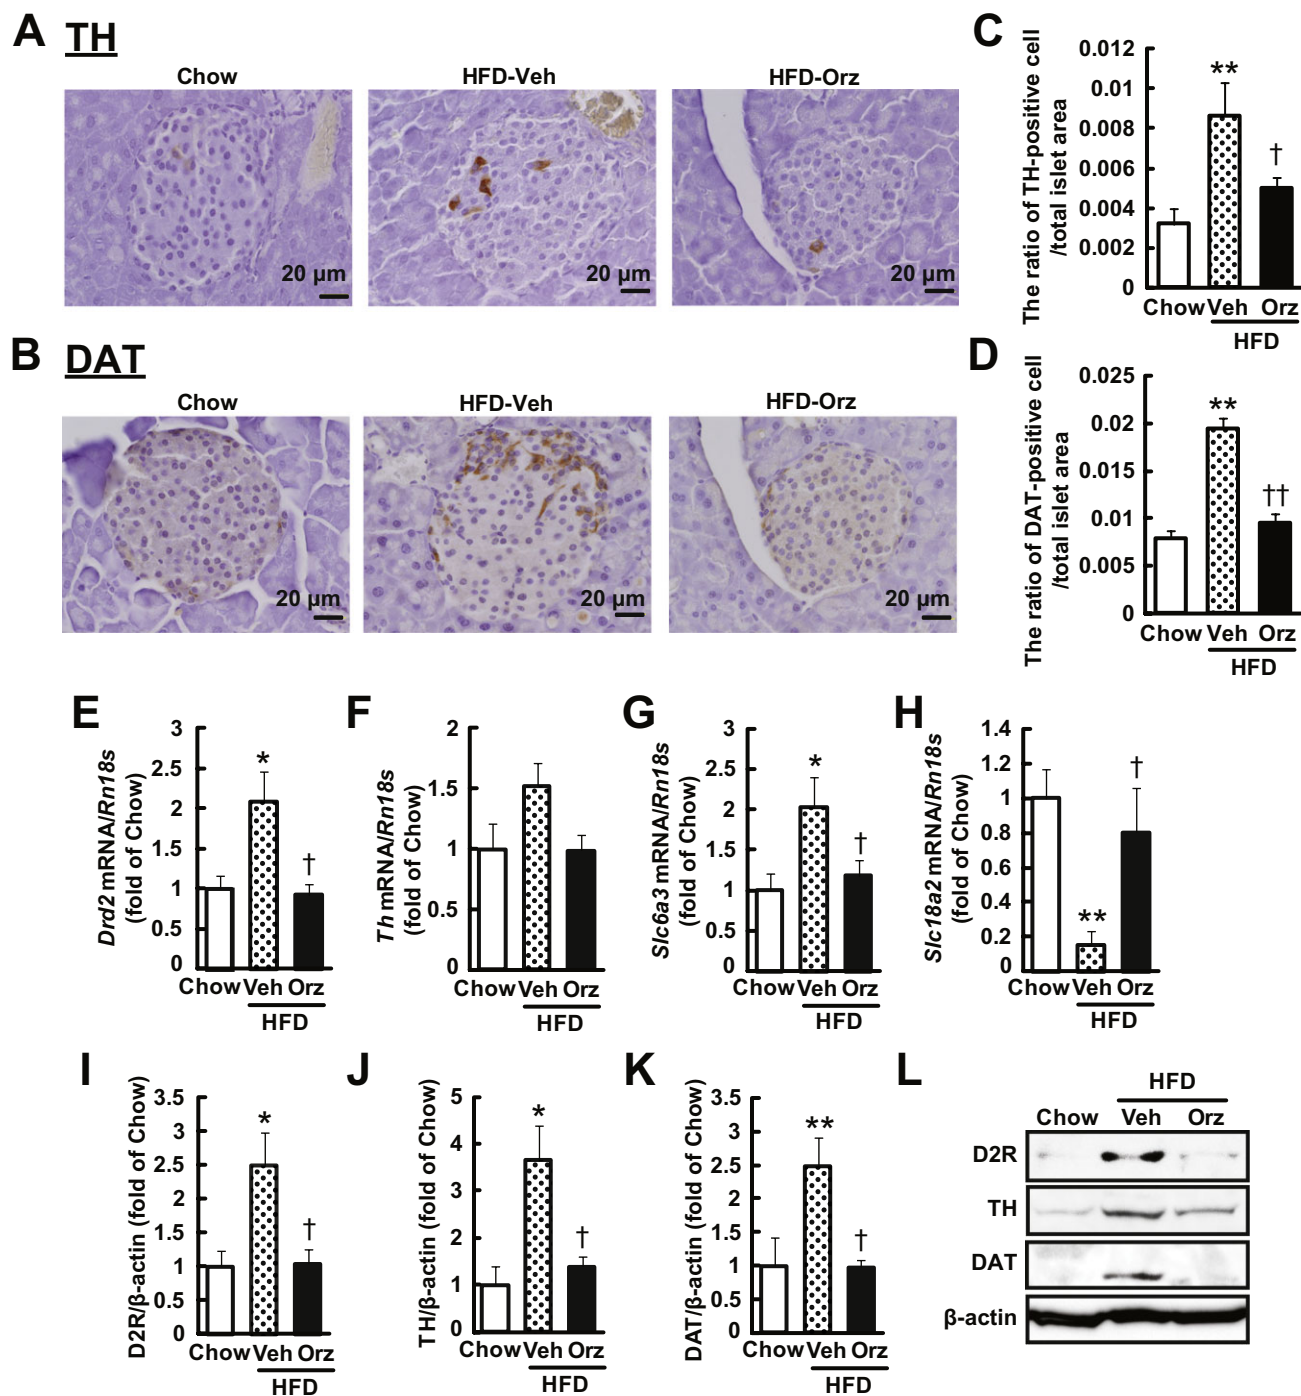 A TH
Chow HFD-Veh HFD-Orz
20 µm 20 µm 20 µm
C
The ratio of TH-positive cell
/total islet area
0.012
0.01
0.008
0.006
0.004
0.002
0
** †
Chow Veh Orz
HFD
B DAT
Chow HFD-Veh HFD-Orz
20 µm 20 µm 20 µm
D
The ratio of DAT-positive cell
/total islet area
0.025
0.02
0.015
0.01
0.005
0
** ††
Chow Veh Orz
HFD
E
Drd2 mRNA/Rn18s
(fold of Chow)
3
2.5
2
1.5
1
0.5
0
* †
Chow Veh Orz
HFD
F
Th mRNA/Rn18s
(fold of Chow)
2
1.5
1
0.5
0
Chow Veh Orz
HFD
G
Slc6a3 mRNA/Rn18s
(fold of Chow)
3
2.5
2
1.5
1
0.5
0
* †
Chow Veh Orz
HFD
H
Slc18a2 mRNA/Rn18s
(fold of Chow)
1.4
1.2
1
0.8
0.6
0.4
0.2
0
** †
Chow Veh Orz
HFD
I
D2R/β-actin (fold of Chow)
3.5
3
2.5
2
1.5
1
0.5
0
* †
Chow Veh Orz
HFD
J
TH/β-actin (fold of Chow)
5
4
3
2
1
0
* †
Chow Veh Orz
HFD
K
DAT/β-actin (fold of Chow)
3.5
3
2.5
2
1.5
1
0.5
0
** †
Chow Veh Orz
HFD
L
HFD
Chow Veh Orz
D2R
TH
DAT
β-actin